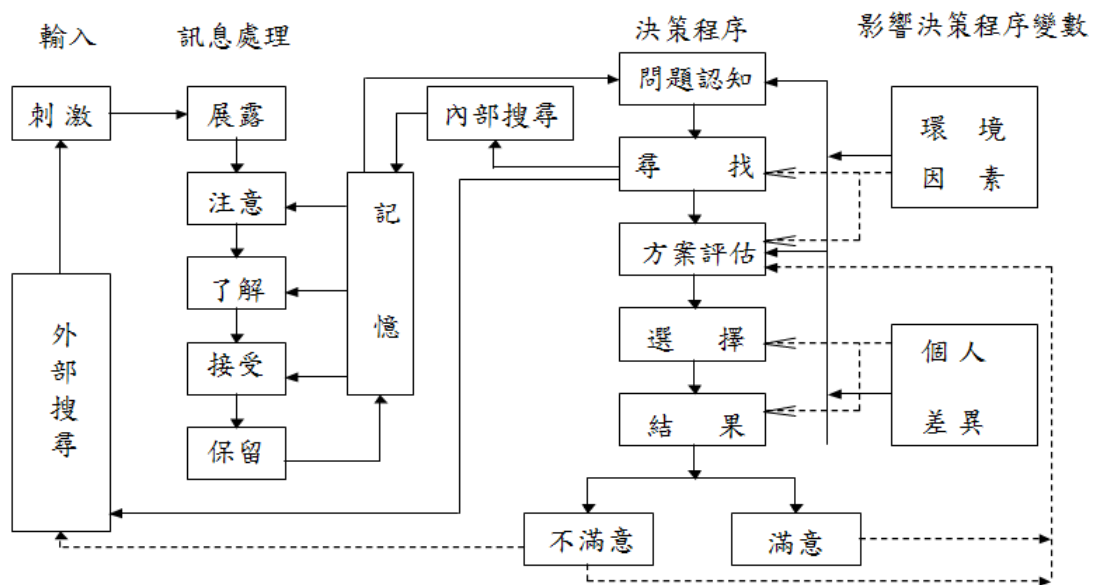 輸入
訊息處理
決策程序
影響決策程序變數
刺激
展露
注意
了解
接受
保留
外部搜尋
記憶
內部搜尋
問題認知
尋找
方案評估
選擇
結果
不滿意
滿意
環境
因素
個人
差異